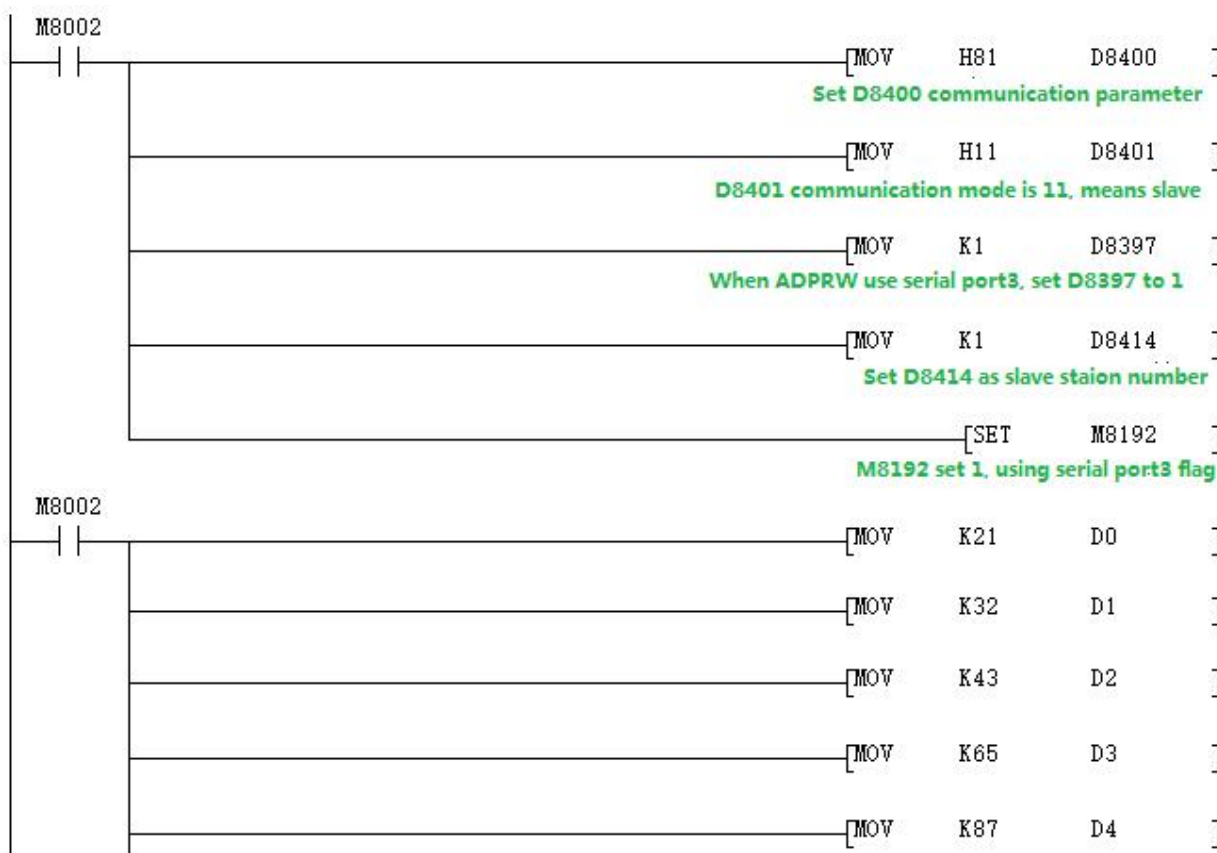 M8002
MOV H81 D8400
Set D8400 communication parameter
MOV H11 D8401
D8401 communication mode is 11, means slave
MOV K1 D8397
When ADPRW use serial port3, set D8397 to 1
MOV K1 D8414
Set D8414 as slave staion number
SET M8192
M8192 set 1, using serial port3 flag
M8002
MOV K21 D0
MOV K32 D1
MOV K43 D2
MOV K65 D3
MOV K87 D4